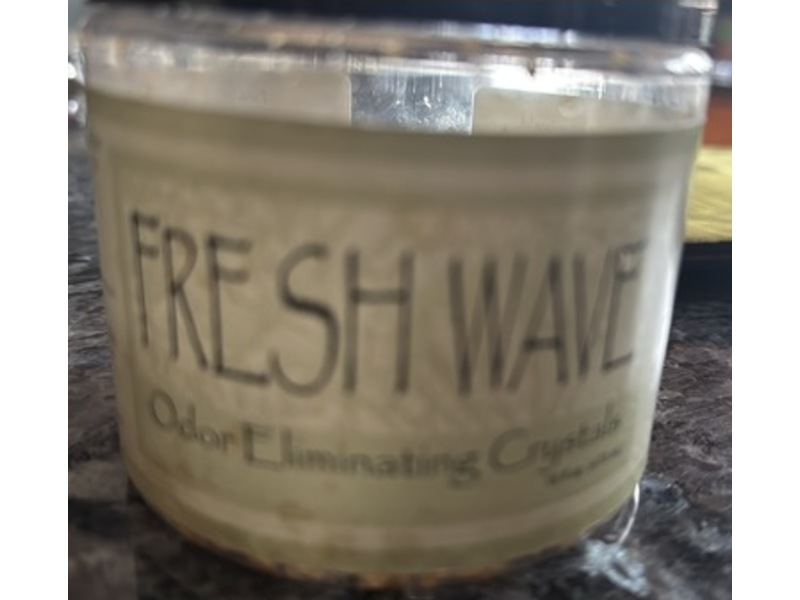 FRESH WAVE
Odor Eliminating Crystals